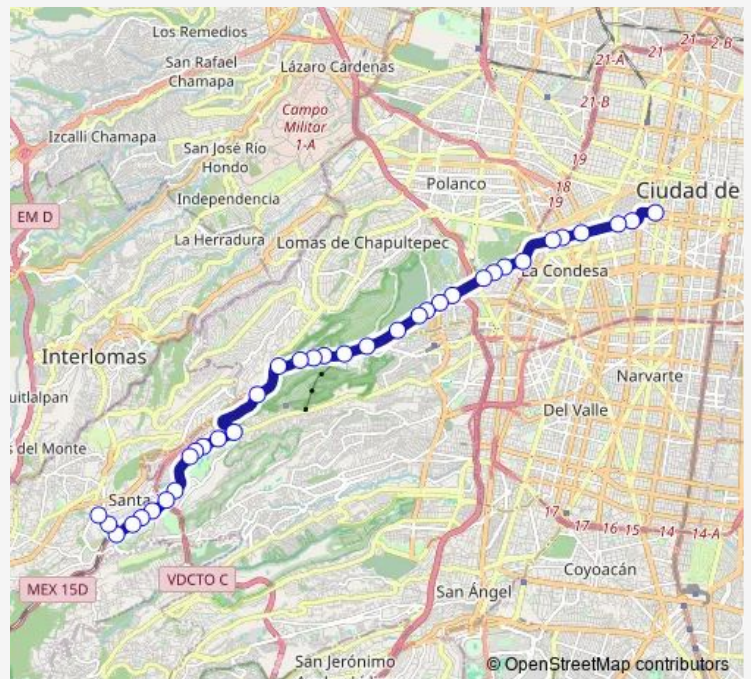 Los Remedios
San Rafael
Chamapa
Lázaro Cárdenas
21-A
21
21
2-B
21-B
Campo
Militar
1-A
Izcalli Chamapa
San José Río
Hondo
19
Polanco
18
19
Ciudad de
Independencia
EM D
La Herradura
Lomas de Chapultepec
La Condesa
Interlomas
Narvarte
uitlalpan
Del Valle
s del Monte
Santa
17
17
16
15
14
14-A
MEX 15D
VDCTO C
Coyoacán
San Ángel
San Jerónimo
© OpenStreetMap contributors